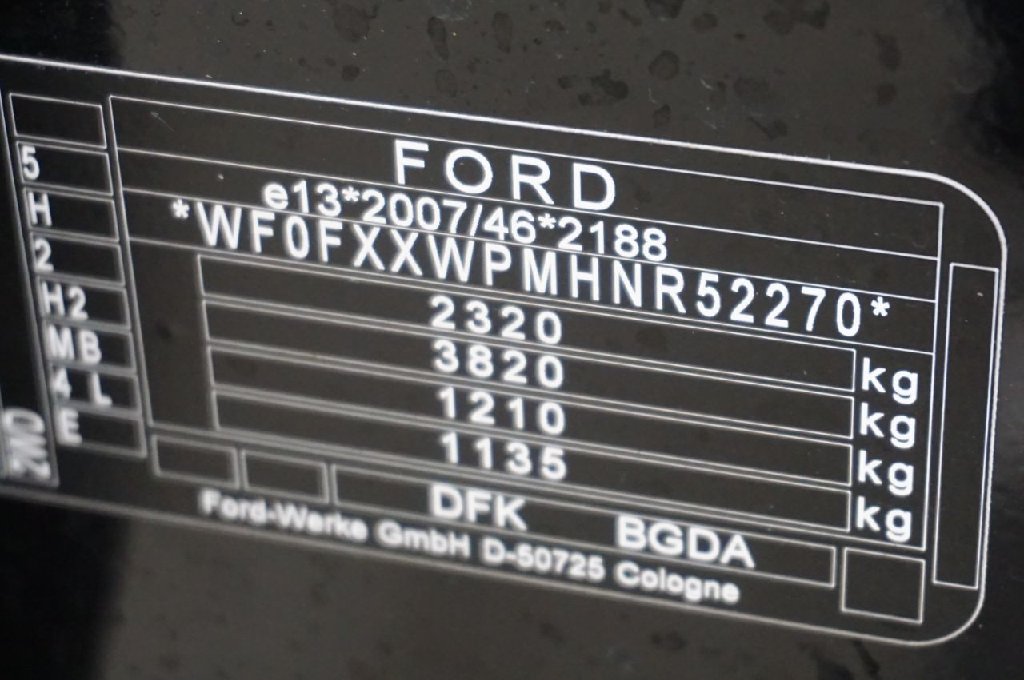 FORD
e13*2007/46*2188
*WF0FXXWPMHNR52270*
2320 kg
3820 kg
1210 kg
1135 kg
5
H
2
H2
MB
4 L
E
DFK BGDA
Ford-Werke GmbH D-50725 Cologne